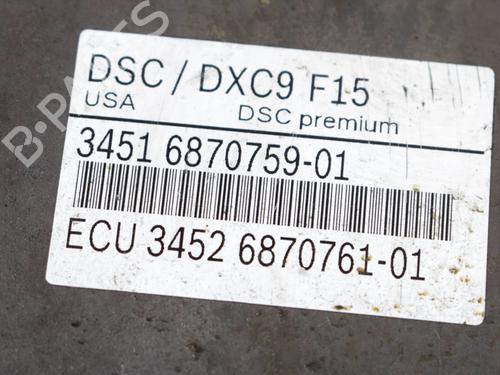 DSC / DXC9 F15
USA DSC premium
3451 6870759-01
ECU 3452 6870761-01
B-PARTS